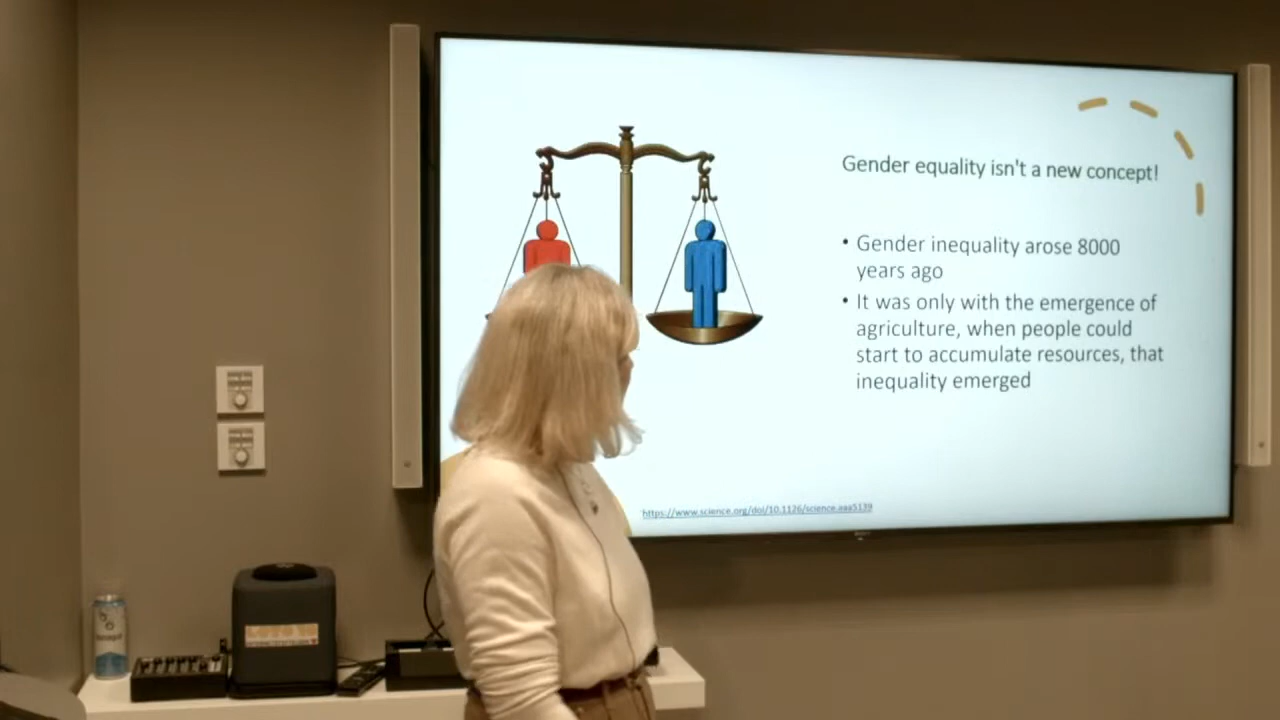 Gender equality isn't a new concept!
• Gender inequality arose 8000
years ago
• It was only with the emergence of
agriculture, when people could
start to accumulate resources, that
inequality emerged
https://www.science.org/doi/10.1126/science.aaa5139